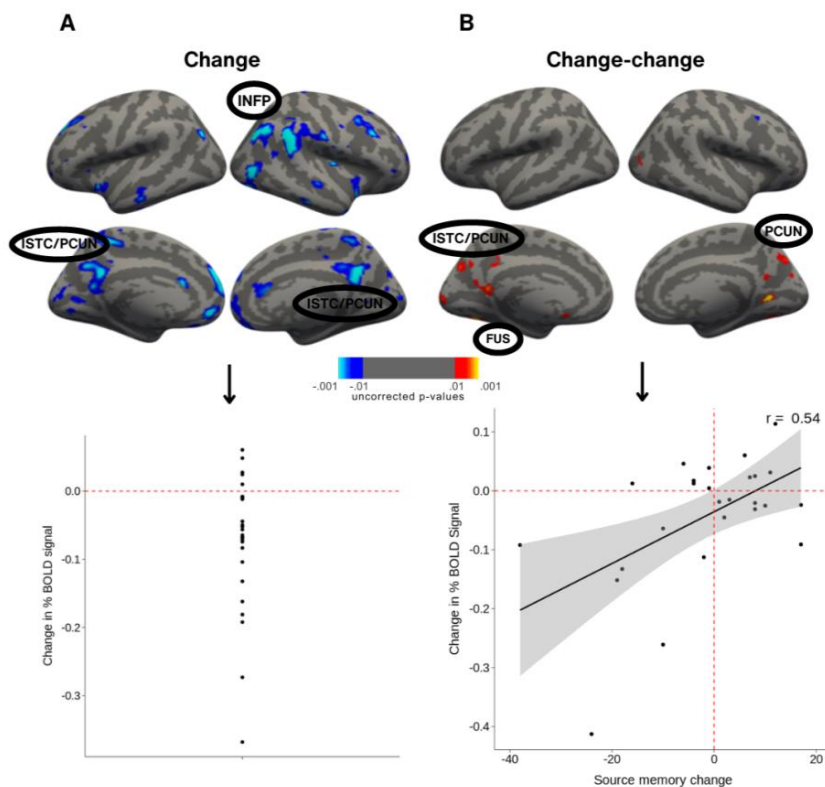 A
Change
INFP
ISTC/PCUN
ISTC/PCUN
B
Change-change
ISTC/PCUN
PCUN
FUS
-.001 -.01 .01 .001
uncorrected p-values
Change in % BOLD signal
0.0
-0.1
-0.2
-0.3
r = 0.54
Change in % BOLD Signal
0.1
0.0
-0.1
-0.2
-0.3
-0.4
-40 -20 0 20
Source memory change